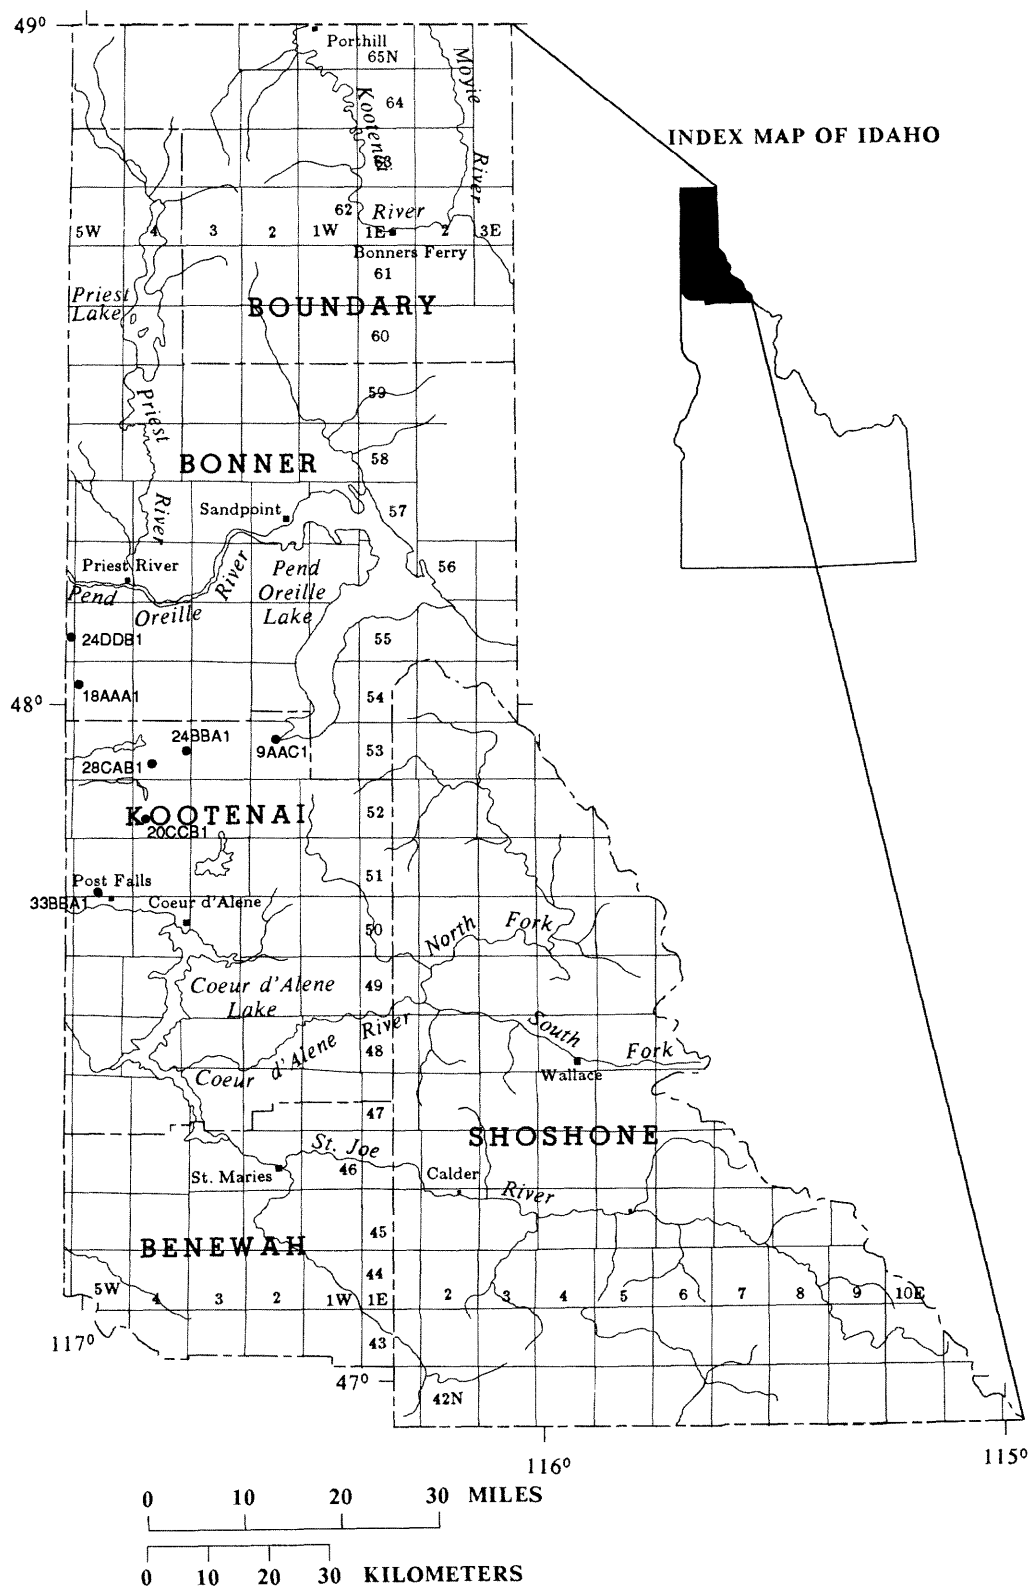 49°
Porthill
65N
Moyie
River
64
Kootenai
63
INDEX MAP OF IDAHO
62
River
5W 4 3 2 1W 1E 2 3E
Bonners Ferry
61
Priest
Lake
BOUNDARY
60
59
Priest
River
BONNER
58
Sandpoint
57
Priest River
Pend
Oreille
River
Pend
Oreille
Lake
56
24DDB1
55
18AAA1
48°
54
24BBA1
9AAC1
53
28CAB1
KOOTENAI
52
20CCB1
Post Falls
51
33BBA1
Coeur d'Alene
50
North
Fork
Coeur d'Alene
Lake
49
Coeur
d'Alene
River
48
South
Fork
Wallace
47
SHOSHONE
St. Joe
46
St. Maries
Calder
River
45
BENEWAH
44
5W 4 3 2 1W 1E 2 3 4 5 6 7 8 9 10E
43
117°
47°
42N
116°
115°
0 10 20 30 MILES
0 10 20 30 KILOMETERS